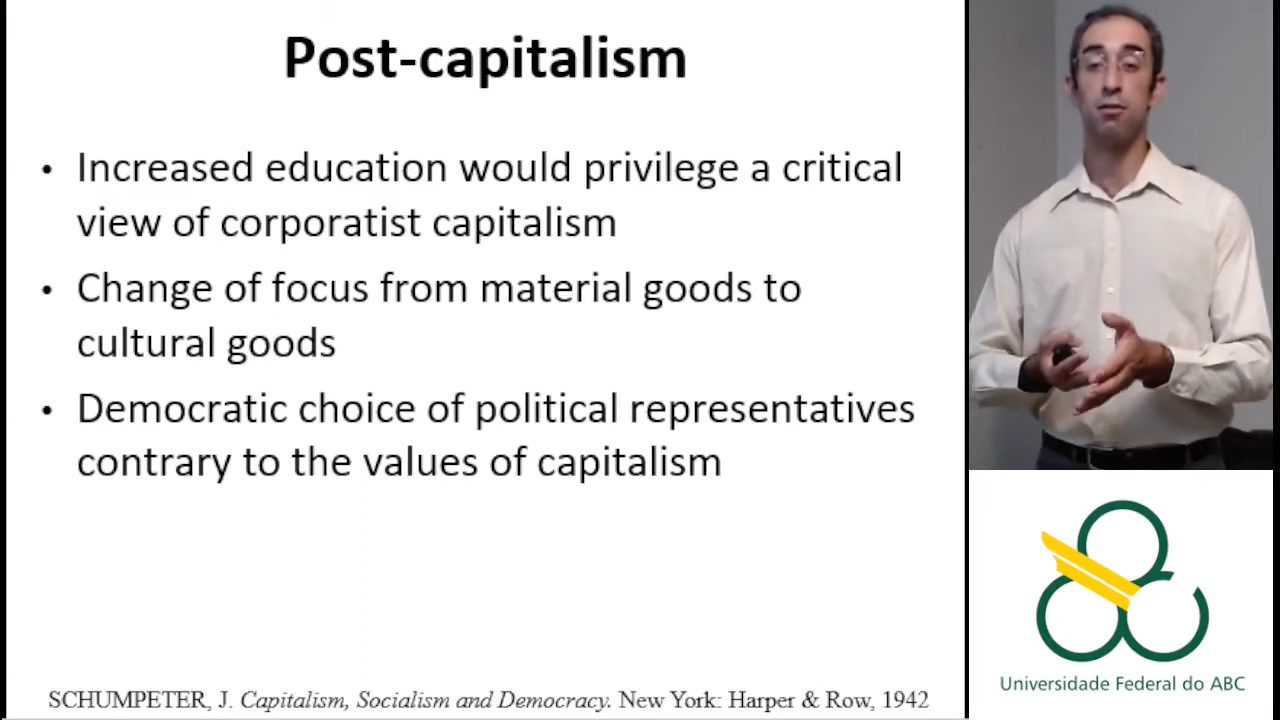 Post-capitalism
• Increased education would privilege a critical
view of corporatist capitalism
• Change of focus from material goods to
cultural goods
• Democratic choice of political representatives
contrary to the values of capitalism
SCHUMPETER, J. Capitalism, Socialism and Democracy. New York: Harper & Row, 1942
Universidade Federal do ABC